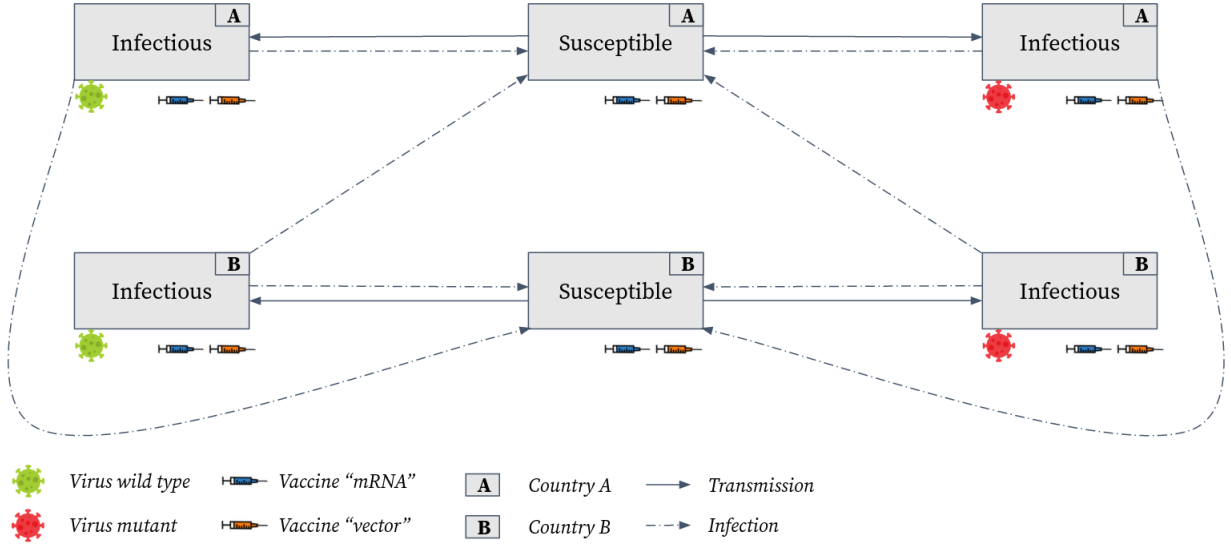 A
Infectious
A
Susceptible
A
Infectious
B
Infectious
B
Susceptible
B
Infectious
Virus wild type
Vaccine “mRNA”
A
Country A
Transmission
Virus mutant
Vaccine “vector”
B
Country B
Infection